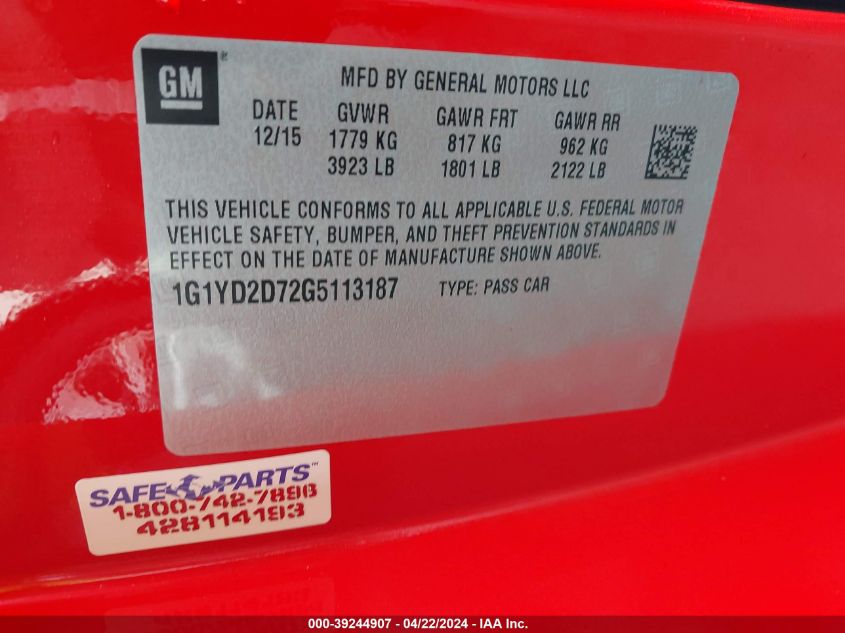 GM
®
MFD BY GENERAL MOTORS LLC
DATE GVWR GAWR FRT GAWR RR
12/15 1779 KG 817 KG 962 KG
3923 LB 1801 LB 2122 LB
THIS VEHICLE CONFORMS TO ALL APPLICABLE U.S. FEDERAL MOTOR
VEHICLE SAFETY, BUMPER, AND THEFT PREVENTION STANDARDS IN
EFFECT ON THE DATE OF MANUFACTURE SHOWN ABOVE.
1G1YD2D72G5113187 TYPE: PASS CAR
SAFE PARTS™
1-800-742-7896
428114193
000-39244907 - 04/22/2024 - IAA Inc.